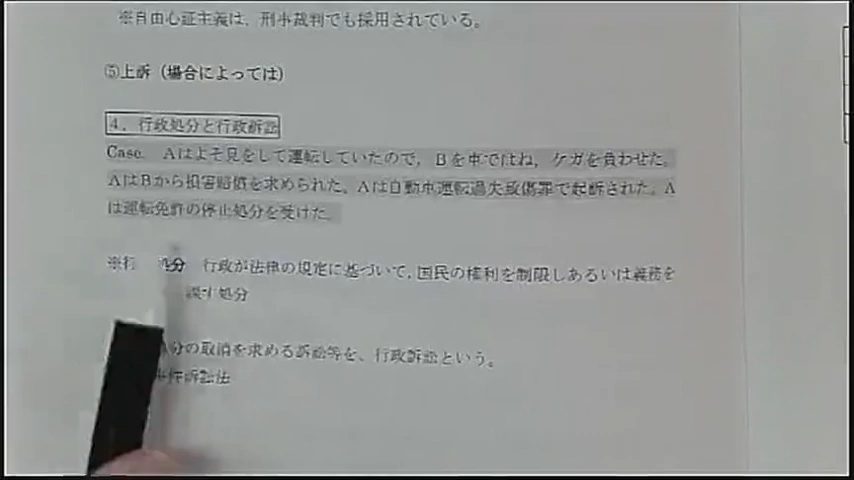 ※自由心証主義は、刑事裁判でも採用されている。
⑤上訴（場合によっては）
４．行政処分と行政訴訟
Case. Ａはよそ見をして運転していたので，Ｂを車ではね，ケガを負わせた。
ＡはＢから損害賠償を求められた。Ａは自動車運転過失致傷罪で起訴された。Ａ
は運転免許の停止処分を受けた。
※行 処分 行政が法律の規定に基づいて，国民の権利を制限しあるいは義務を
課す処分
分の取消を求める訴訟等を、行政訴訟という。
事件訴訟法